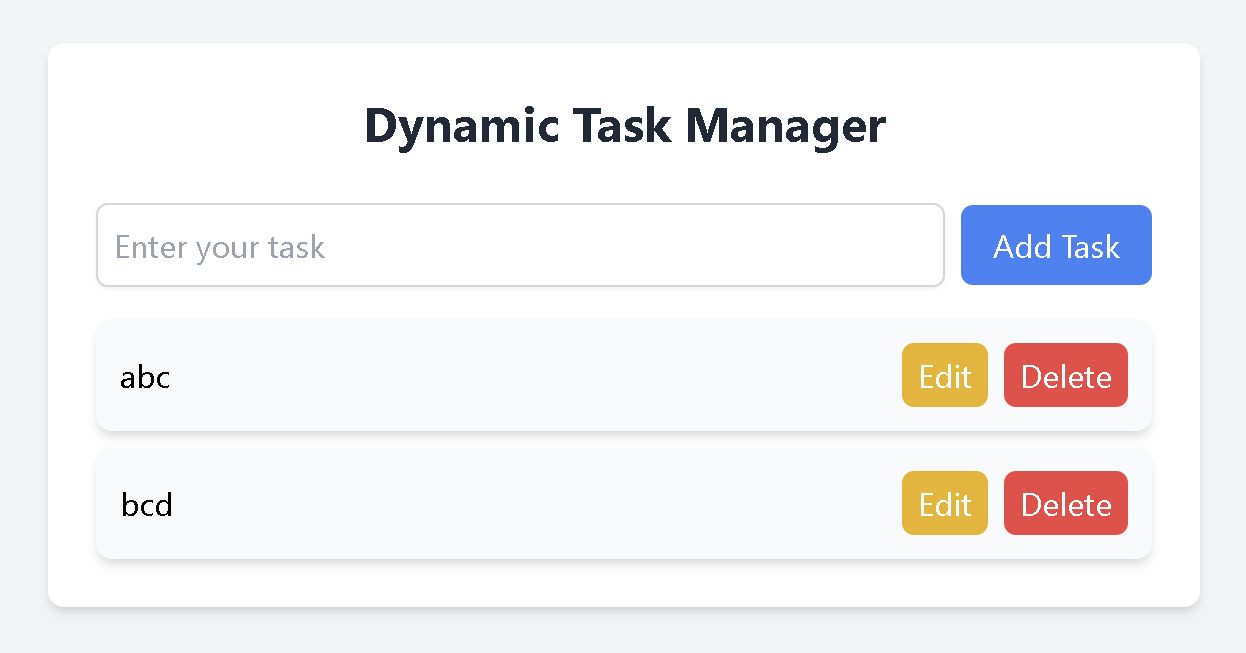 Dynamic Task Manager
Enter your task
Add Task
abc
Edit
Delete
bcd
Edit
Delete